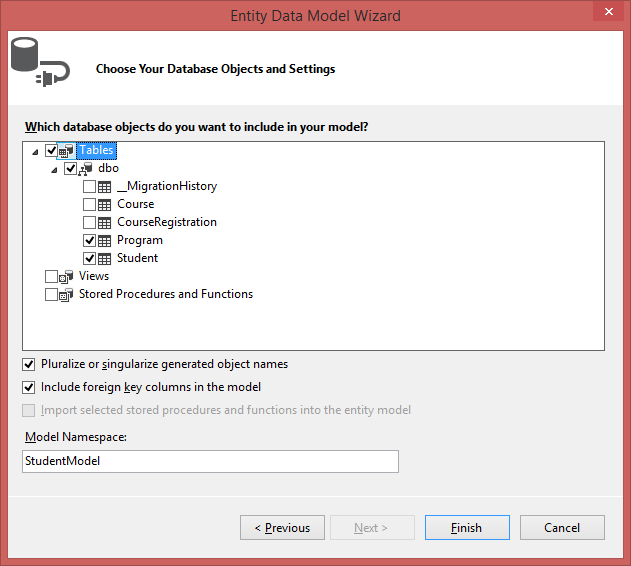 Entity Data Model Wizard
Choose Your Database Objects and Settings
Which database objects do you want to include in your model?
Tables
dbo
__MigrationHistory
Course
CourseRegistration
Program
Student
Views
Stored Procedures and Functions
Pluralize or singularize generated object names
Include foreign key columns in the model
Import selected stored procedures and functions into the entity model
Model Namespace:
StudentModel
< Previous
Next >
Finish
Cancel